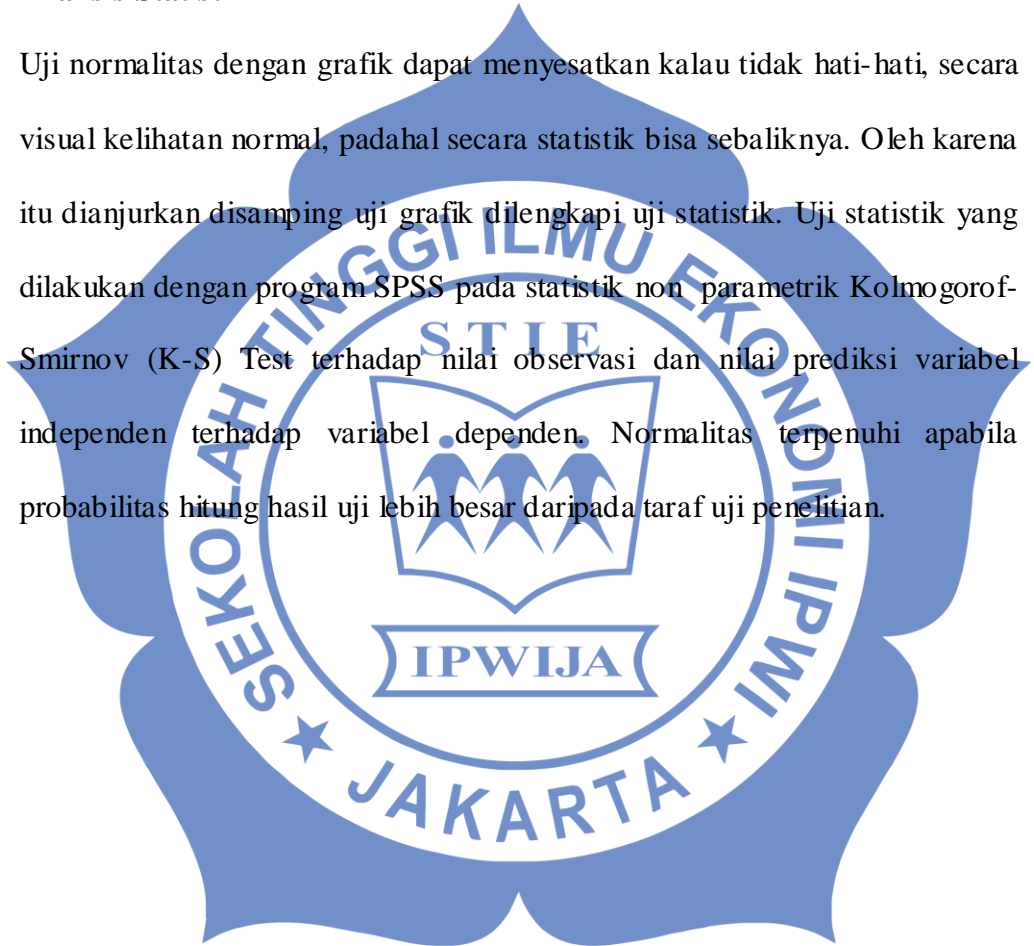 Uji normalitas dengan grafik dapat menyesatkan kalau tidak hati-hati, secara
visual kelihatan normal, padahal secara statistik bisa sebaliknya. Oleh karena
itu dianjurkan disamping uji grafik dilengkapi uji statistik. Uji statistik yang
dilakukan dengan program SPSS pada statistik non parametrik Kolmogorof-
Smirnov (K-S) Test terhadap nilai observasi dan nilai prediksi variabel
independen terhadap variabel dependen. Normalitas terpenuhi apabila
probabilitas hitung hasil uji lebih besar daripada taraf uji penelitian.
SEKOLAH TINGGI ILMU EKONOMI IPWI
STIE
IPWIJA
★ JAKARTA ★